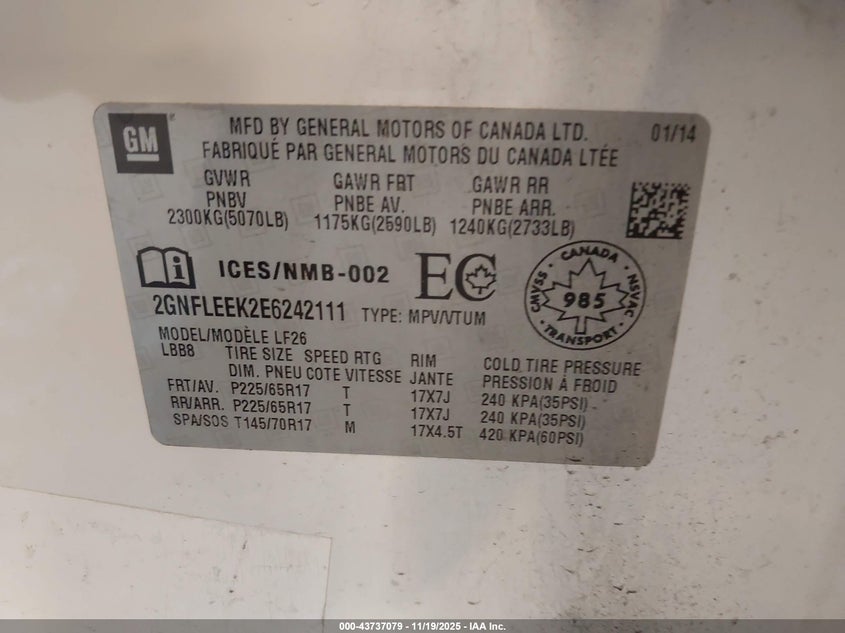 GM
MFD BY GENERAL MOTORS OF CANADA LTD. 01/14
FABRIQUÉ PAR GENERAL MOTORS DU CANADA LTÉE
GVWR GAWR FRT GAWR RR
PNBV PNBE AV. PNBE ARR.
2300KG(5070LB) 1175KG(2590LB) 1240KG(2733LB)
ICES/NMB-002 EC
CANADA
CMVSS 985 NSVAC
TRANSPORT
2GNFLEEK2E6242111 TYPE: MPV/VTUM
MODEL/MODÈLE LF26
LBB8 TIRE SIZE SPEED RTG RIM COLD TIRE PRESSURE
DIM. PNEU COTE VITESSE JANTE PRESSION À FROID
FRT/AV. P225/65R17 T 17X7J 240 KPA(35PSI)
RR/ARR. P225/65R17 T 17X7J 240 KPA(35PSI)
SPA/SOS T145/70R17 M 17X4.5T 420 KPA(60PSI)
000-43737079 - 11/19/2025 - IAA Inc.